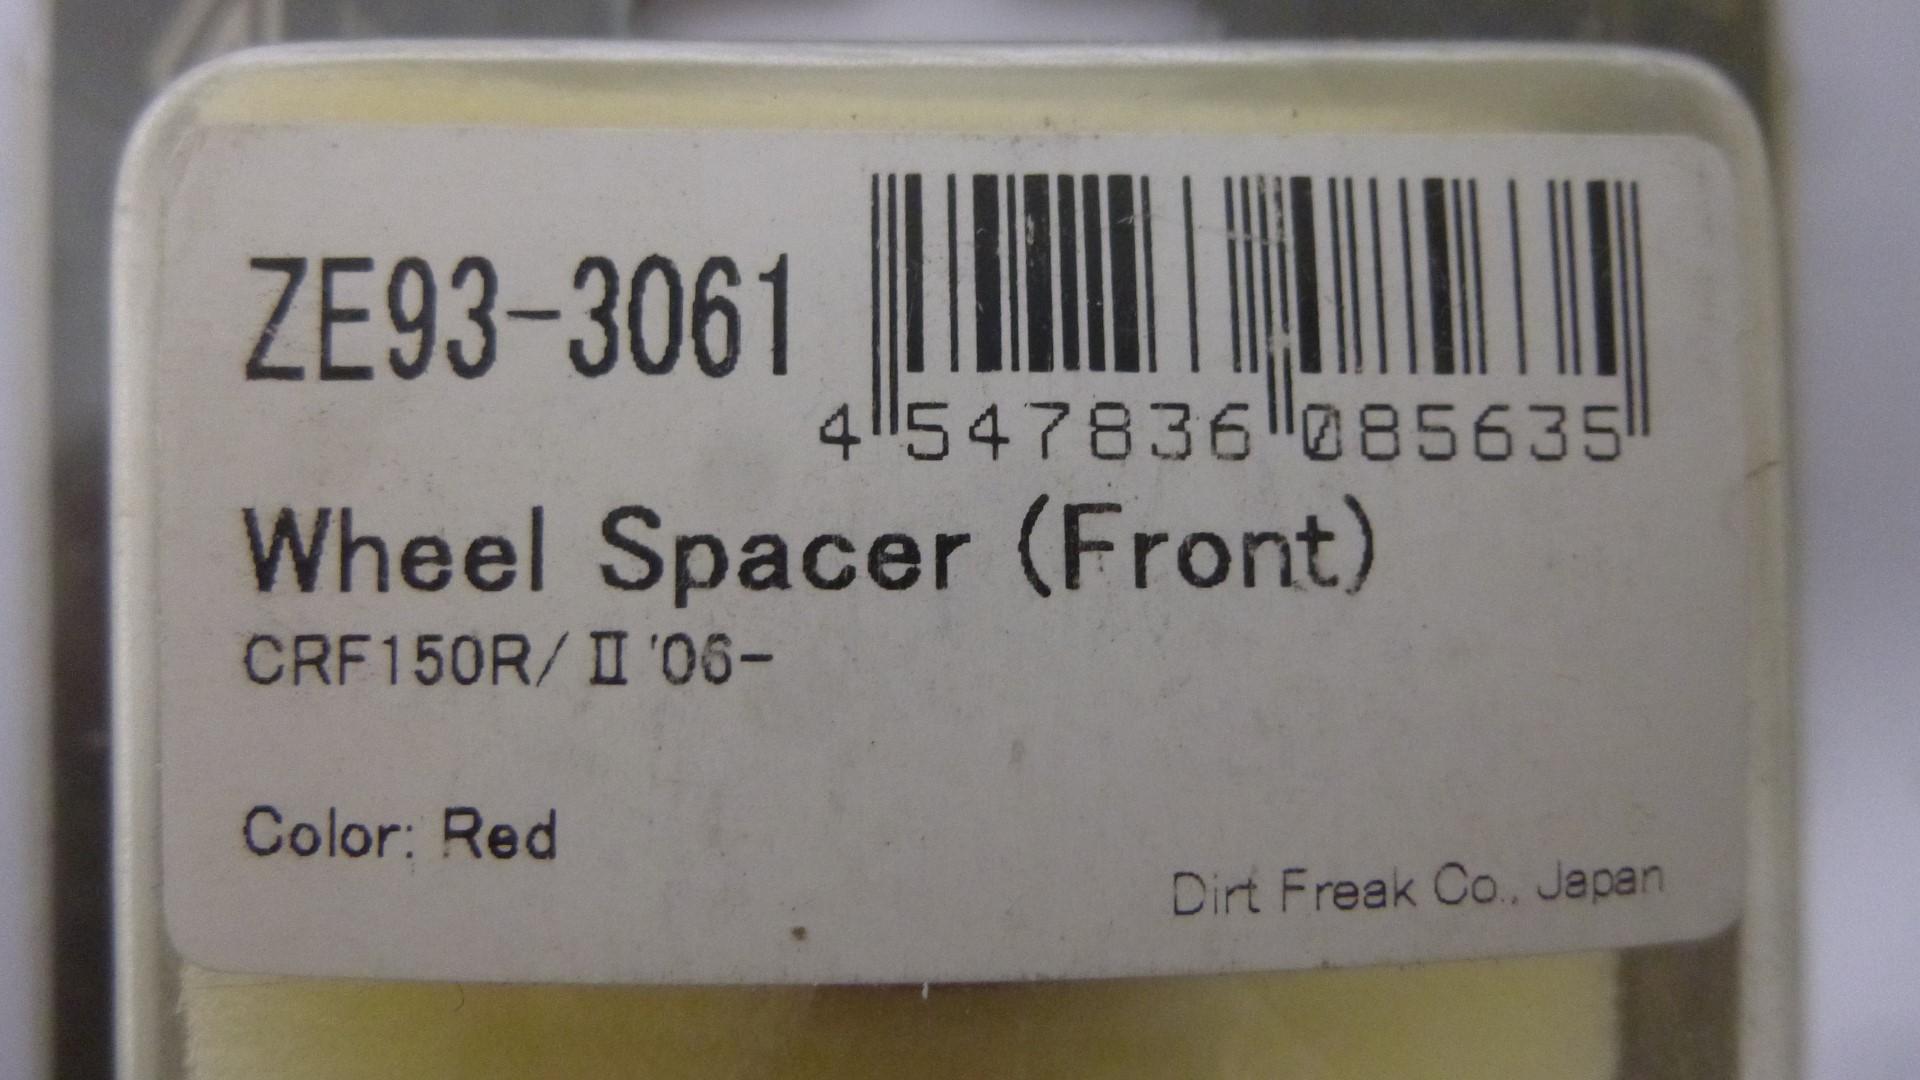 ZE93-3061
4 547836 085635
Wheel Spacer (Front)
CRF150R/Ⅱ '06-
Color: Red
Dirt Freak Co., Japan